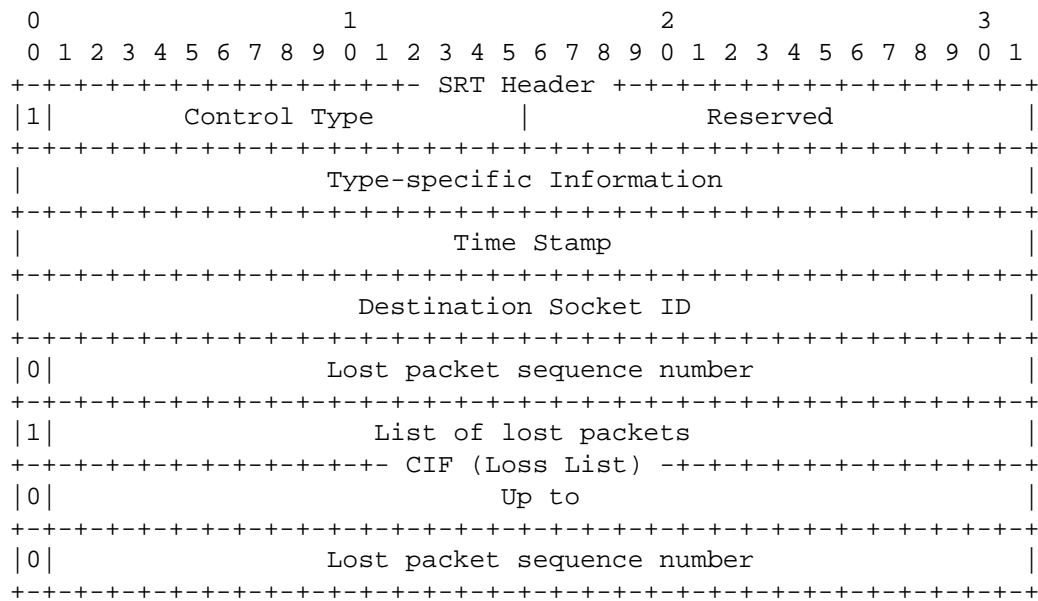 0                   1                   2                   3
 0 1 2 3 4 5 6 7 8 9 0 1 2 3 4 5 6 7 8 9 0 1 2 3 4 5 6 7 8 9 0 1
+-+-+-+-+-+-+-+-+-+-+-+-+- SRT Header +-+-+-+-+-+-+-+-+-+-+-+-+-+
|1|        Control Type         |           Reserved            |
+-+-+-+-+-+-+-+-+-+-+-+-+-+-+-+-+-+-+-+-+-+-+-+-+-+-+-+-+-+-+-+-+
|                   Type-specific Information                   |
+-+-+-+-+-+-+-+-+-+-+-+-+-+-+-+-+-+-+-+-+-+-+-+-+-+-+-+-+-+-+-+-+
|                           Time Stamp                          |
+-+-+-+-+-+-+-+-+-+-+-+-+-+-+-+-+-+-+-+-+-+-+-+-+-+-+-+-+-+-+-+-+
|                     Destination Socket ID                     |
+-+-+-+-+-+-+-+-+-+-+-+-+-+-+-+-+-+-+-+-+-+-+-+-+-+-+-+-+-+-+-+-+
|0|                 Lost packet sequence number                 |
+-+-+-+-+-+-+-+-+-+-+-+-+-+-+-+-+-+-+-+-+-+-+-+-+-+-+-+-+-+-+-+-+
|1|                    List of lost packets                     |
+-+-+-+-+-+-+-+-+-+-+-+- CIF (Loss List) -+-+-+-+-+-+-+-+-+-+-+-+
|0|                            Up to                            |
+-+-+-+-+-+-+-+-+-+-+-+-+-+-+-+-+-+-+-+-+-+-+-+-+-+-+-+-+-+-+-+-+
|0|                 Lost packet sequence number                 |
+-+-+-+-+-+-+-+-+-+-+-+-+-+-+-+-+-+-+-+-+-+-+-+-+-+-+-+-+-+-+-+-+